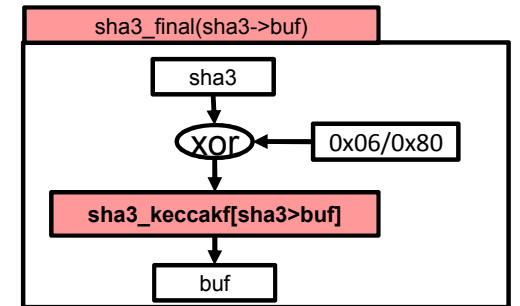 sha3_final(sha3->buf)
sha3
xor
0x06/0x80
sha3_keccakf[sha3>buf]
buf